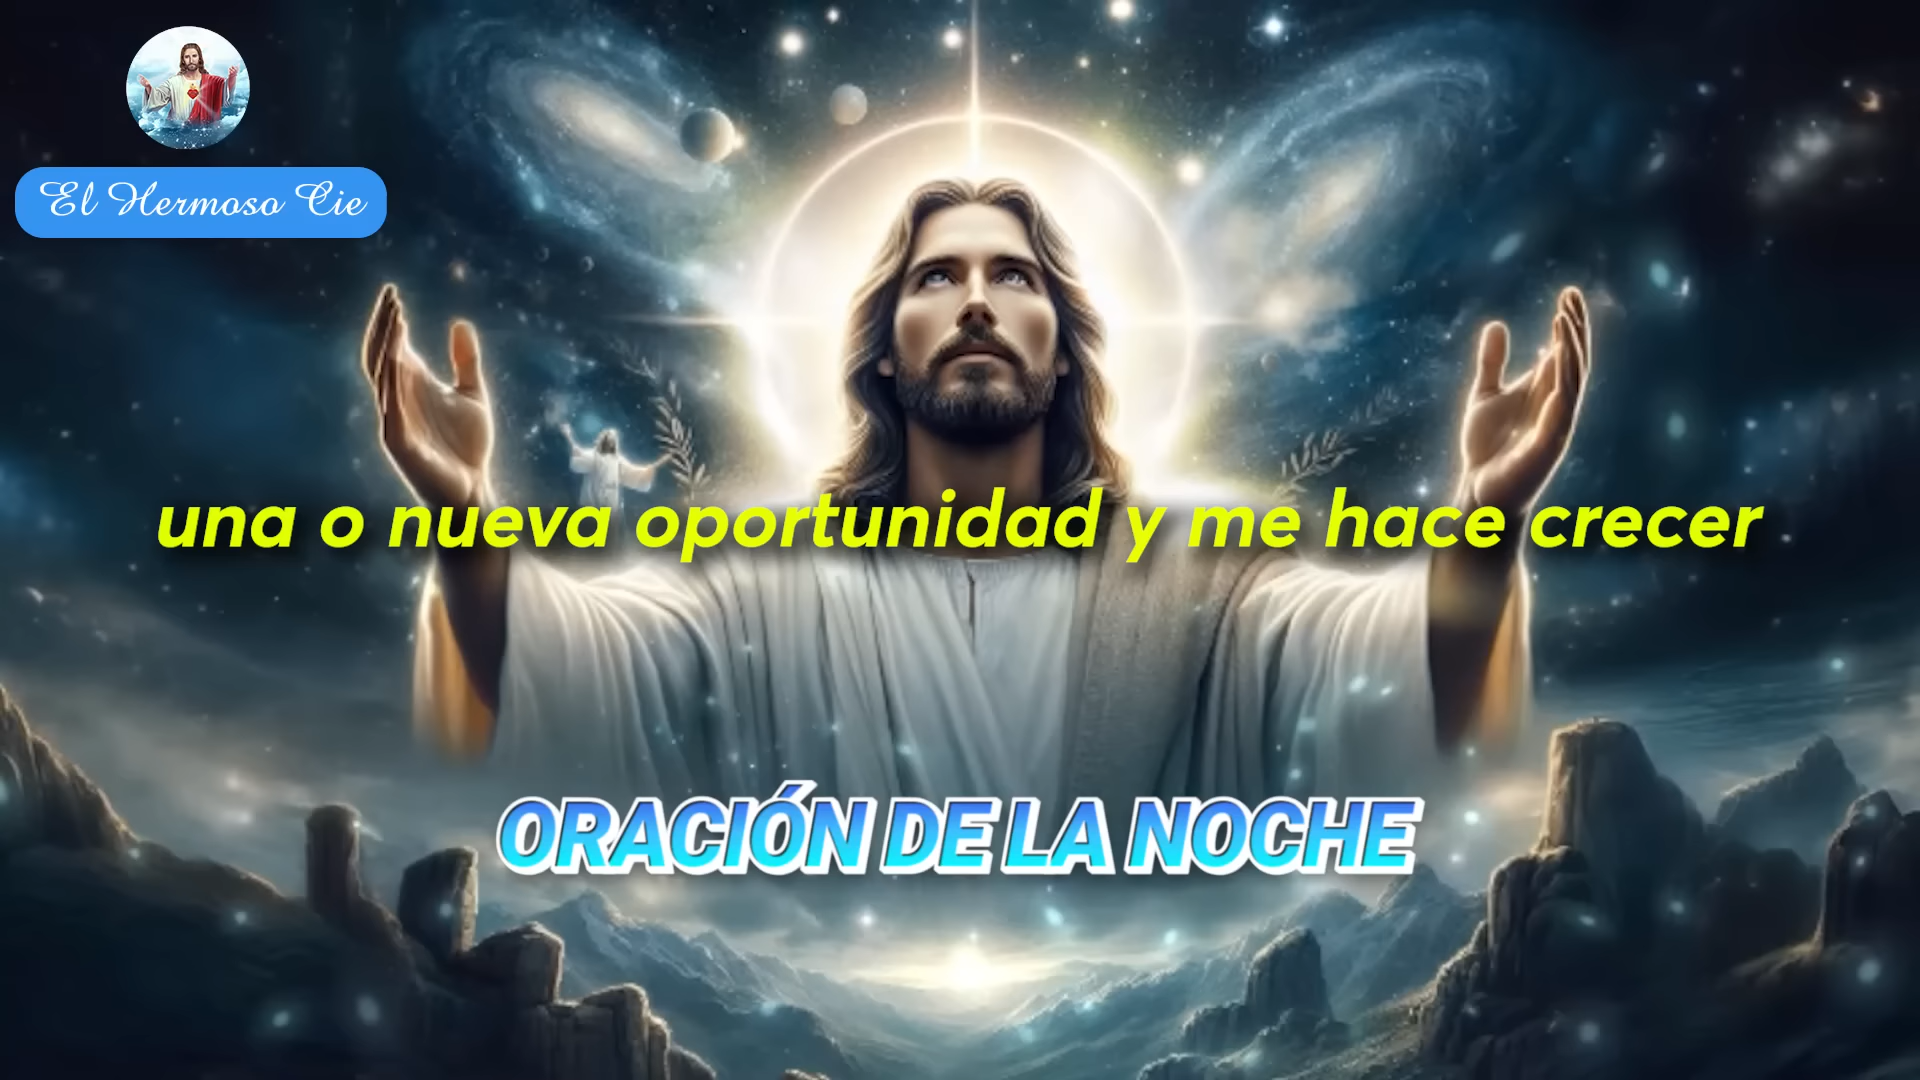 El Hermoso Cie
una o nueva oportunidad y me hace crecer
ORACIÓN DE LA NOCHE